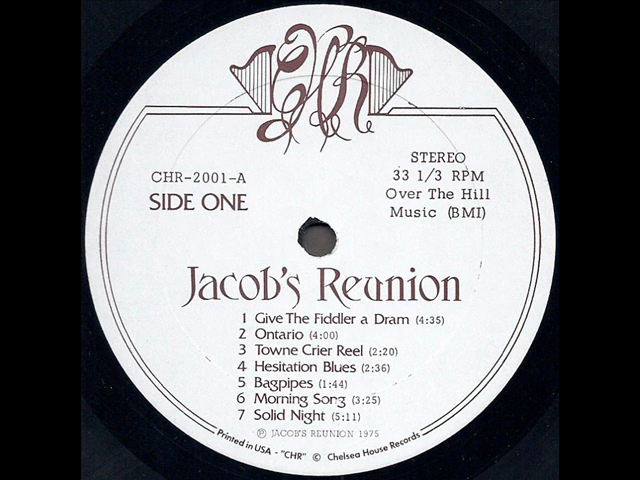 CHR
CHR-2001-A
SIDE ONE
STEREO
33 1/3 RPM
Over The Hill
Music (BMI)
Jacob's Reunion
1 Give The Fiddler a Dram (4:35)
2 Ontario (4:00)
3 Towne Crier Reel (2:20)
4 Hesitation Blues (2:36)
5 Bagpipes (1:44)
6 Morning Song (3:25)
7 Solid Night (5:11)
℗ JACOB'S REUNION 1975
Printed in USA - "CHR" © Chelsea House Records